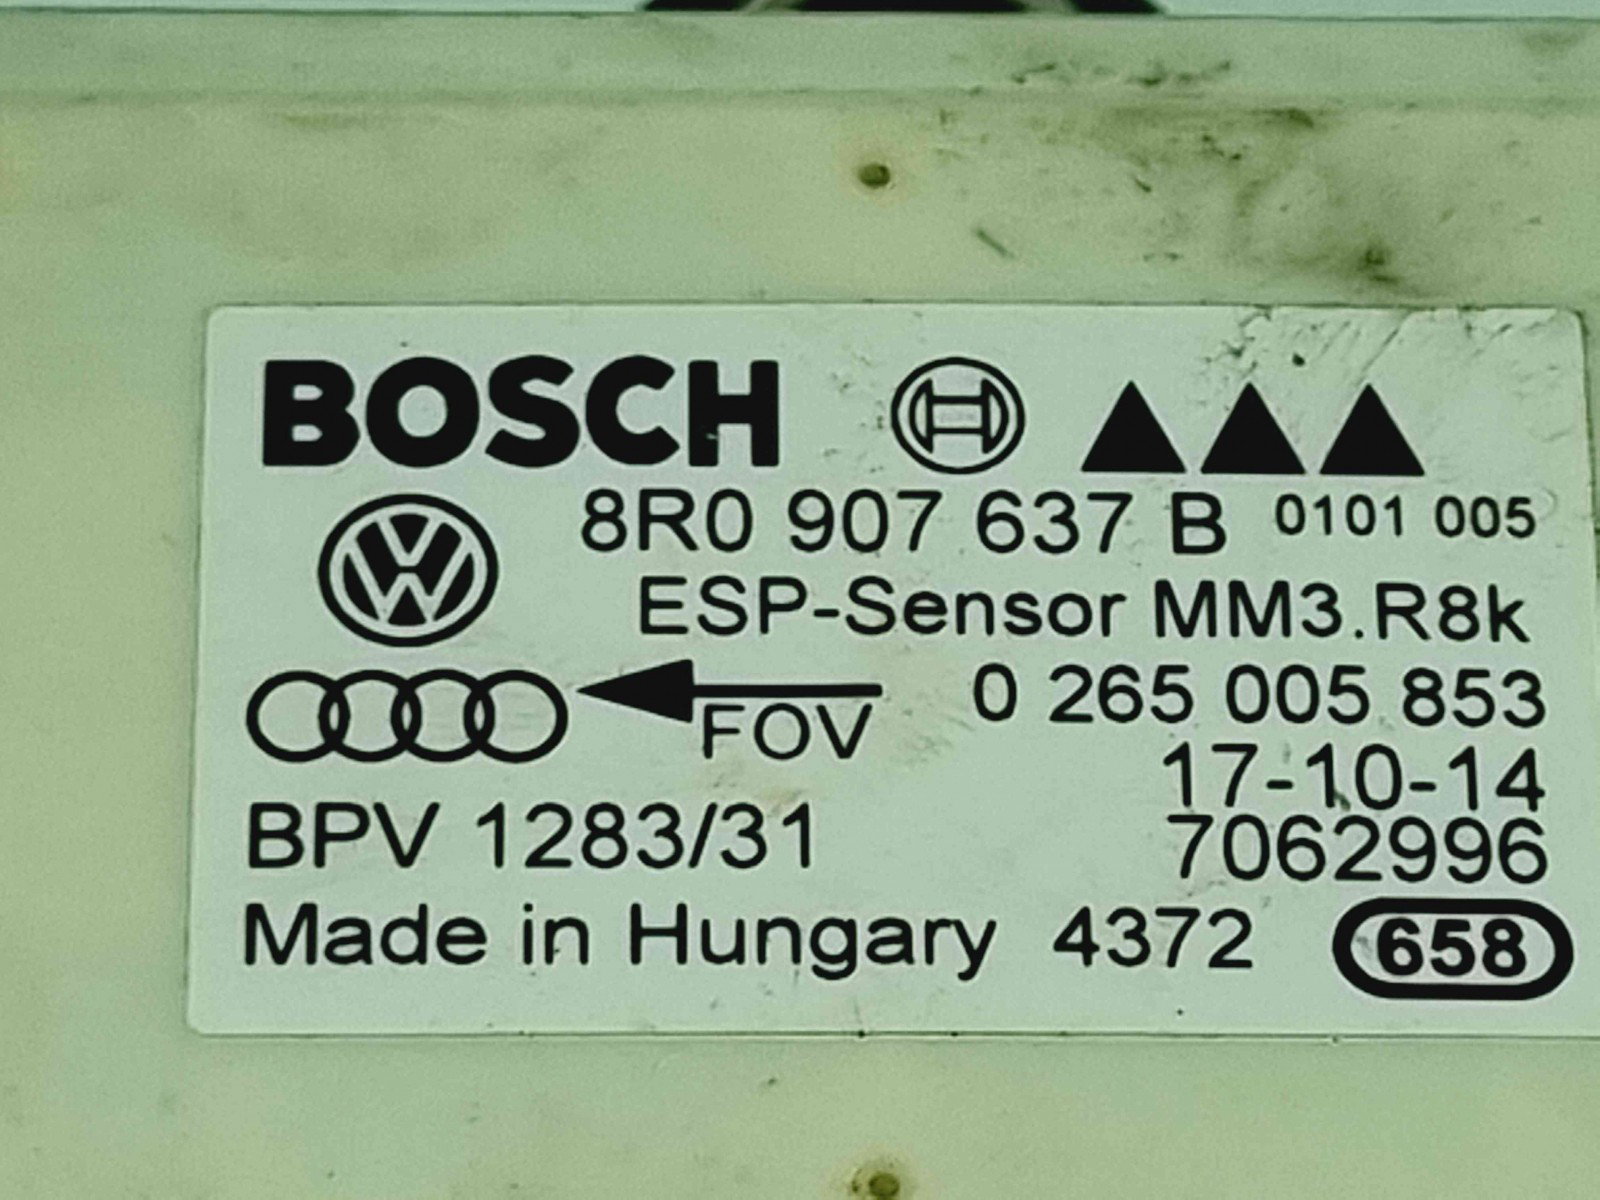 BOSCH
8R0 907 637 B 0101 005
ESP-Sensor MM3.R8k
FOV 0 265 005 853
17-10-14
BPV 1283/31 7062996
Made in Hungary 4372 658